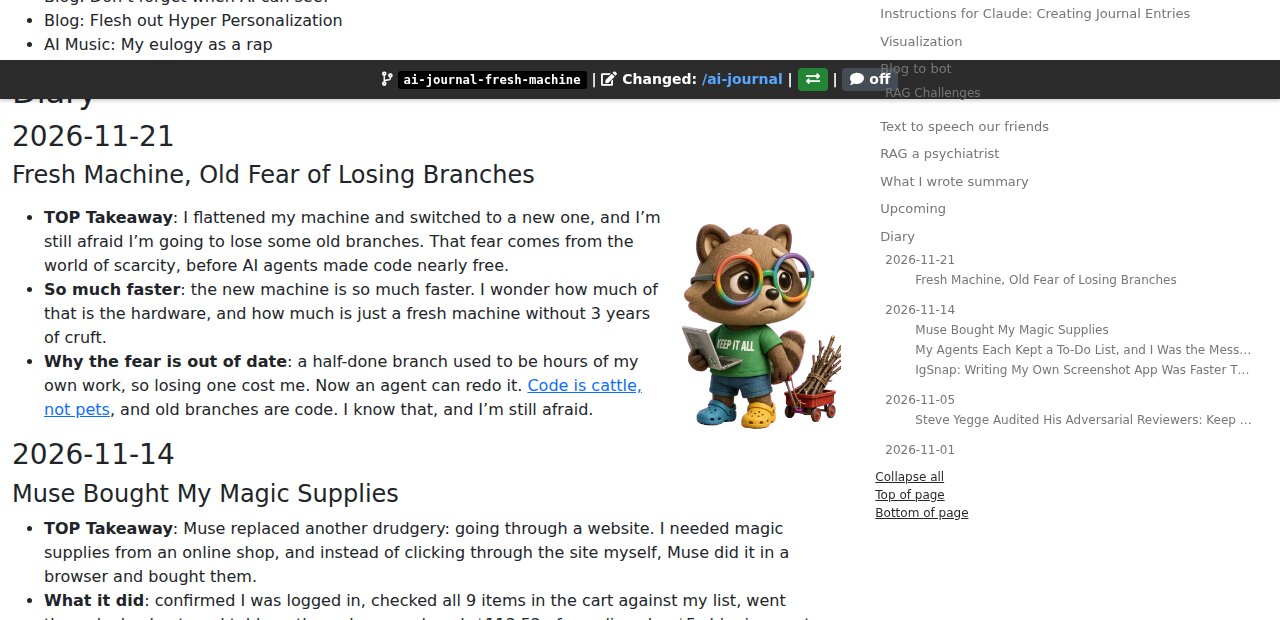 Blog: Flesh out Hyper Personalization
AI Music: My eulogy as a rap
ai-journal-fresh-machine | Changed: /ai-journal | | off
Diary
2026-11-21
Fresh Machine, Old Fear of Losing Branches
TOP Takeaway: I flattened my machine and switched to a new one, and I’m
still afraid I’m going to lose some old branches. That fear comes from the
world of scarcity, before AI agents made code nearly free.
So much faster: the new machine is so much faster. I wonder how much of
that is the hardware, and how much is just a fresh machine without 3 years
of cruft.
Why the fear is out of date: a half-done branch used to be hours of my
own work, so losing one cost me. Now an agent can redo it. Code is cattle,
not pets, and old branches are code. I know that, and I’m still afraid.
KEEP IT ALL
2026-11-14
Muse Bought My Magic Supplies
TOP Takeaway: Muse replaced another drudgery: going through a website. I needed magic
supplies from an online shop, and instead of clicking through the site myself, Muse did it in a
browser and bought them.
What it did: confirmed I was logged in, checked all 9 items in the cart against my list, went
Instructions for Claude: Creating Journal Entries
Visualization
Blog to bot
RAG Challenges
Text to speech our friends
RAG a psychiatrist
What I wrote summary
Upcoming
Diary
2026-11-21
Fresh Machine, Old Fear of Losing Branches
2026-11-14
Muse Bought My Magic Supplies
My Agents Each Kept a To-Do List, and I Was the Mess…
IgSnap: Writing My Own Screenshot App Was Faster T…
2026-11-05
Steve Yegge Audited His Adversarial Reviewers: Keep …
2026-11-01
Collapse all
Top of page
Bottom of page